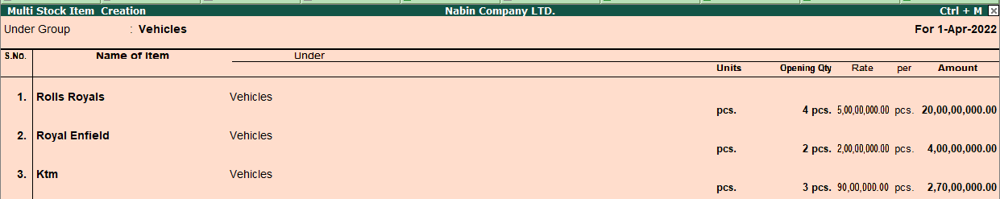 Multi Stock Item Creation Nabin Company LTD. Ctrl + M
Under Group : Vehicles For 1-Apr-2022
S.No. Name of Item Under
Units Opening Qty Rate per Amount
1. Rolls Royals Vehicles
pcs. 4 pcs. 5,00,00,000.00 pcs. 20,00,00,000.00
2. Royal Enfield Vehicles
pcs. 2 pcs. 2,00,00,000.00 pcs. 4,00,00,000.00
3. Ktm Vehicles
pcs. 3 pcs. 90,00,000.00 pcs. 2,70,00,000.00